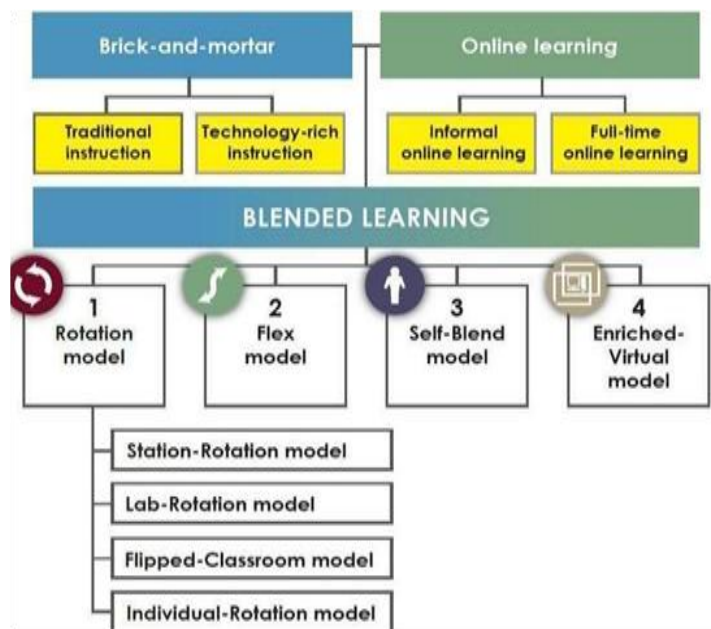 Brick-and-mortar
Online learning
Traditional
instruction
Technology-rich
instruction
Informal
online learning
Full-time
online learning
BLENDED LEARNING
1
Rotation
model
2
Flex
model
3
Self-Blend
model
4
Enriched-
Virtual
model
Station-Rotation model
Lab-Rotation model
Flipped-Classroom model
Individual-Rotation model